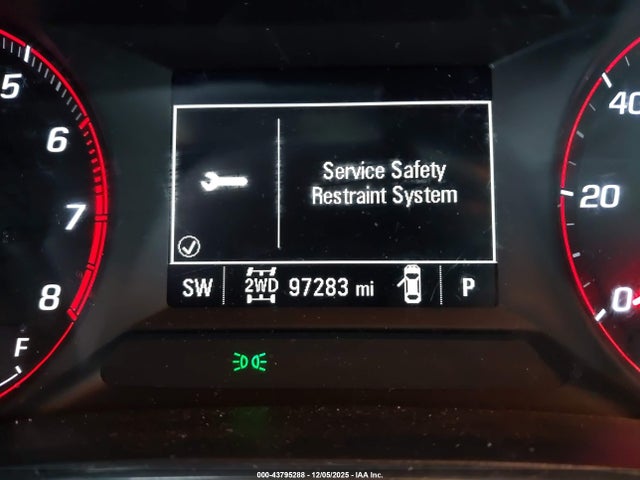 5
6
7
8
F
Service Safety
Restraint System
SW 2WD 97283 mi P
40
20
0
000-43795288 - 12/05/2025 - IAA Inc.